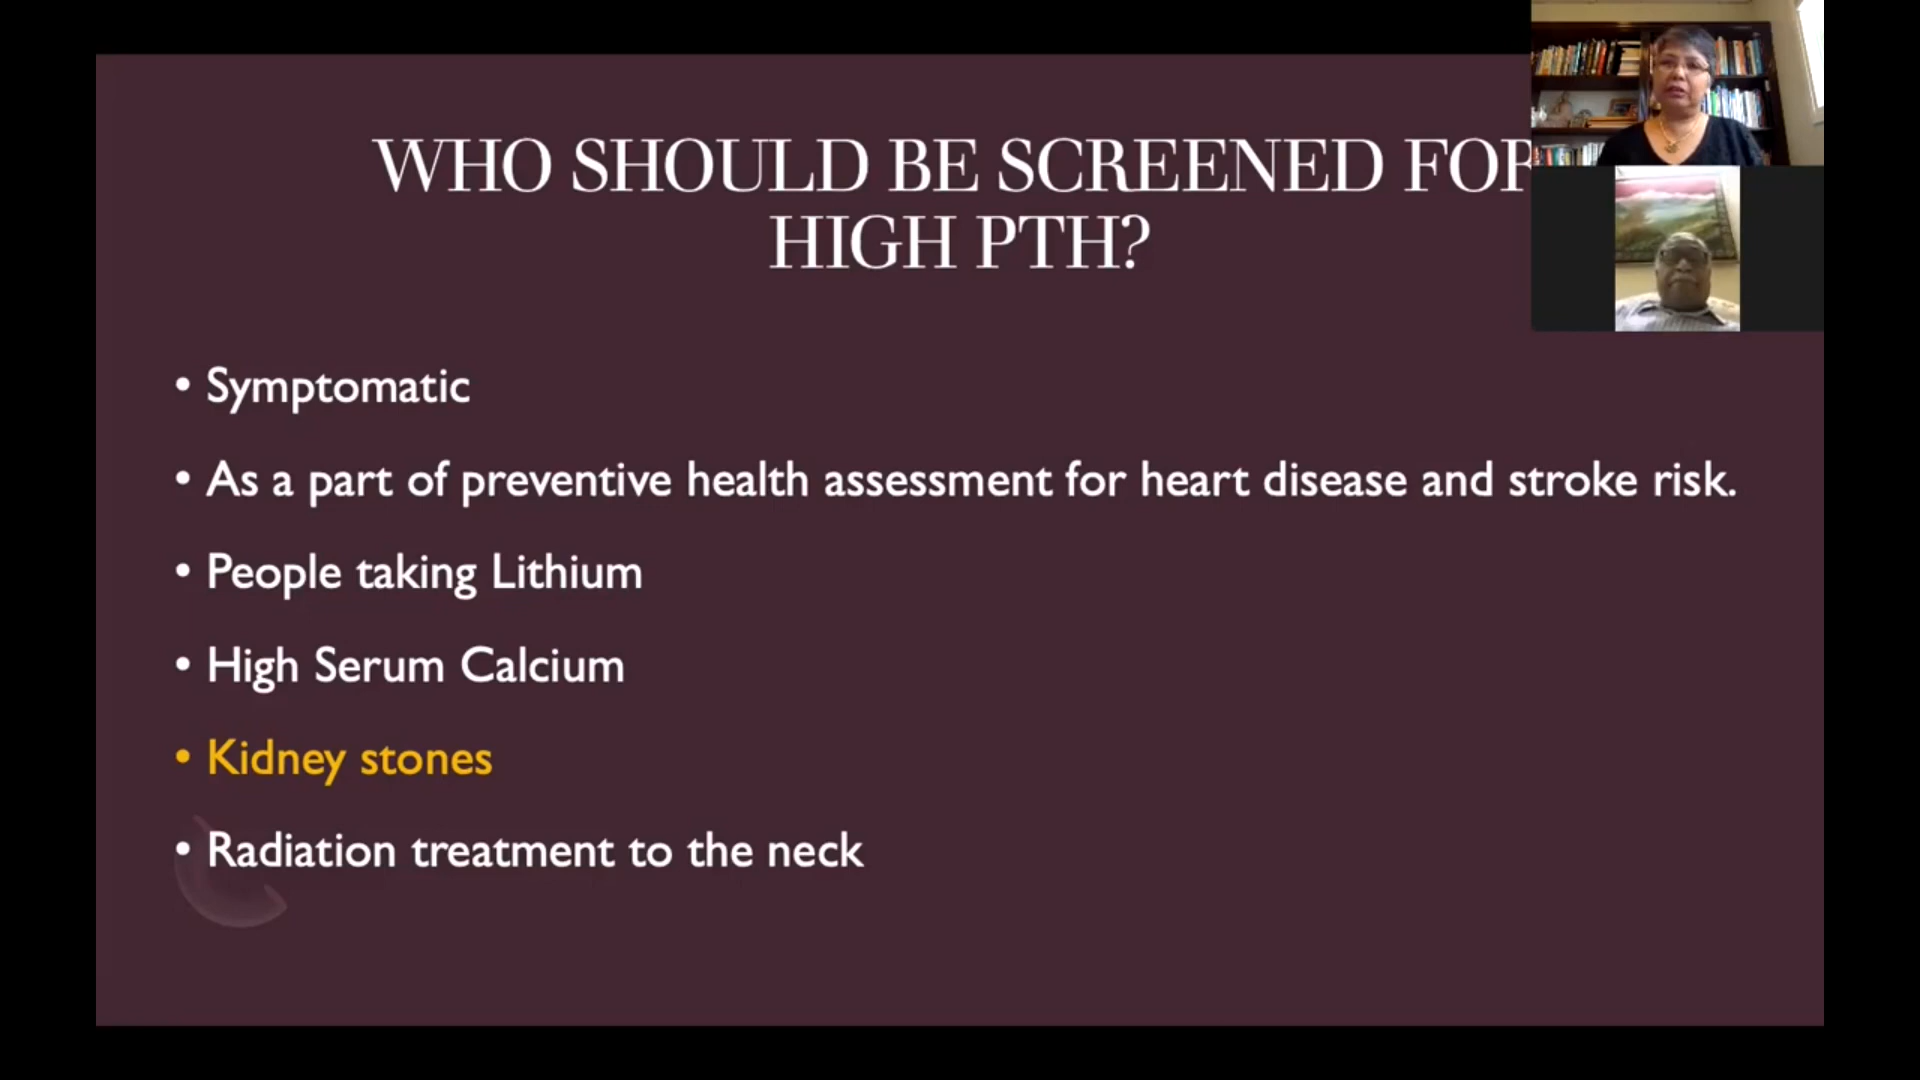 WHO SHOULD BE SCREENED FOR
HIGH PTH?
• Symptomatic
• As a part of preventive health assessment for heart disease and stroke risk.
• People taking Lithium
• High Serum Calcium
• Kidney stones
• Radiation treatment to the neck